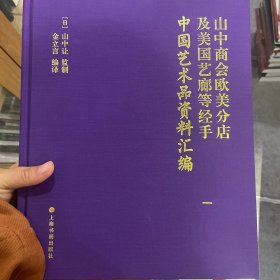 山中商会欧美分店
及美国艺廊等经手
中国艺术品资料汇编
一
［日］山中让 监制
金立言 编译
上海书画出版社